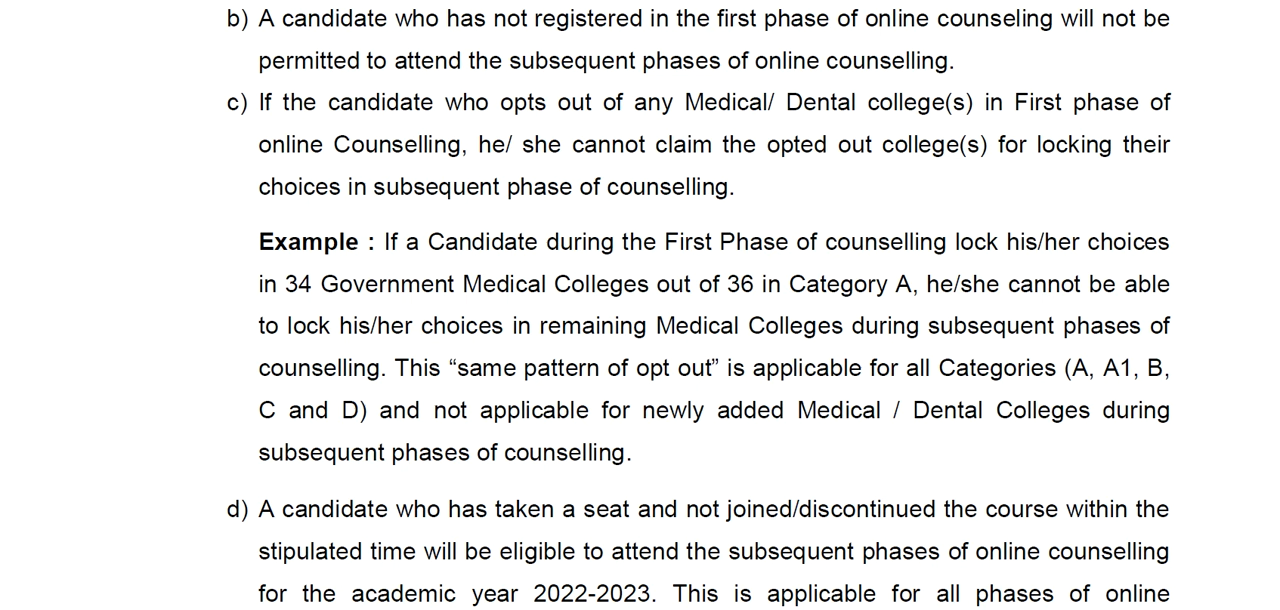 b) A candidate who has not registered in the first phase of online counseling will not be
permitted to attend the subsequent phases of online counselling.
c) If the candidate who opts out of any Medical/ Dental college(s) in First phase of
online Counselling, he/ she cannot claim the opted out college(s) for locking their
choices in subsequent phase of counselling.
Example : If a Candidate during the First Phase of counselling lock his/her choices
in 34 Government Medical Colleges out of 36 in Category A, he/she cannot be able
to lock his/her choices in remaining Medical Colleges during subsequent phases of
counselling. This “same pattern of opt out” is applicable for all Categories (A, A1, B,
C and D) and not applicable for newly added Medical / Dental Colleges during
subsequent phases of counselling.
d) A candidate who has taken a seat and not joined/discontinued the course within the
stipulated time will be eligible to attend the subsequent phases of online counselling
for the academic year 2022-2023. This is applicable for all phases of online